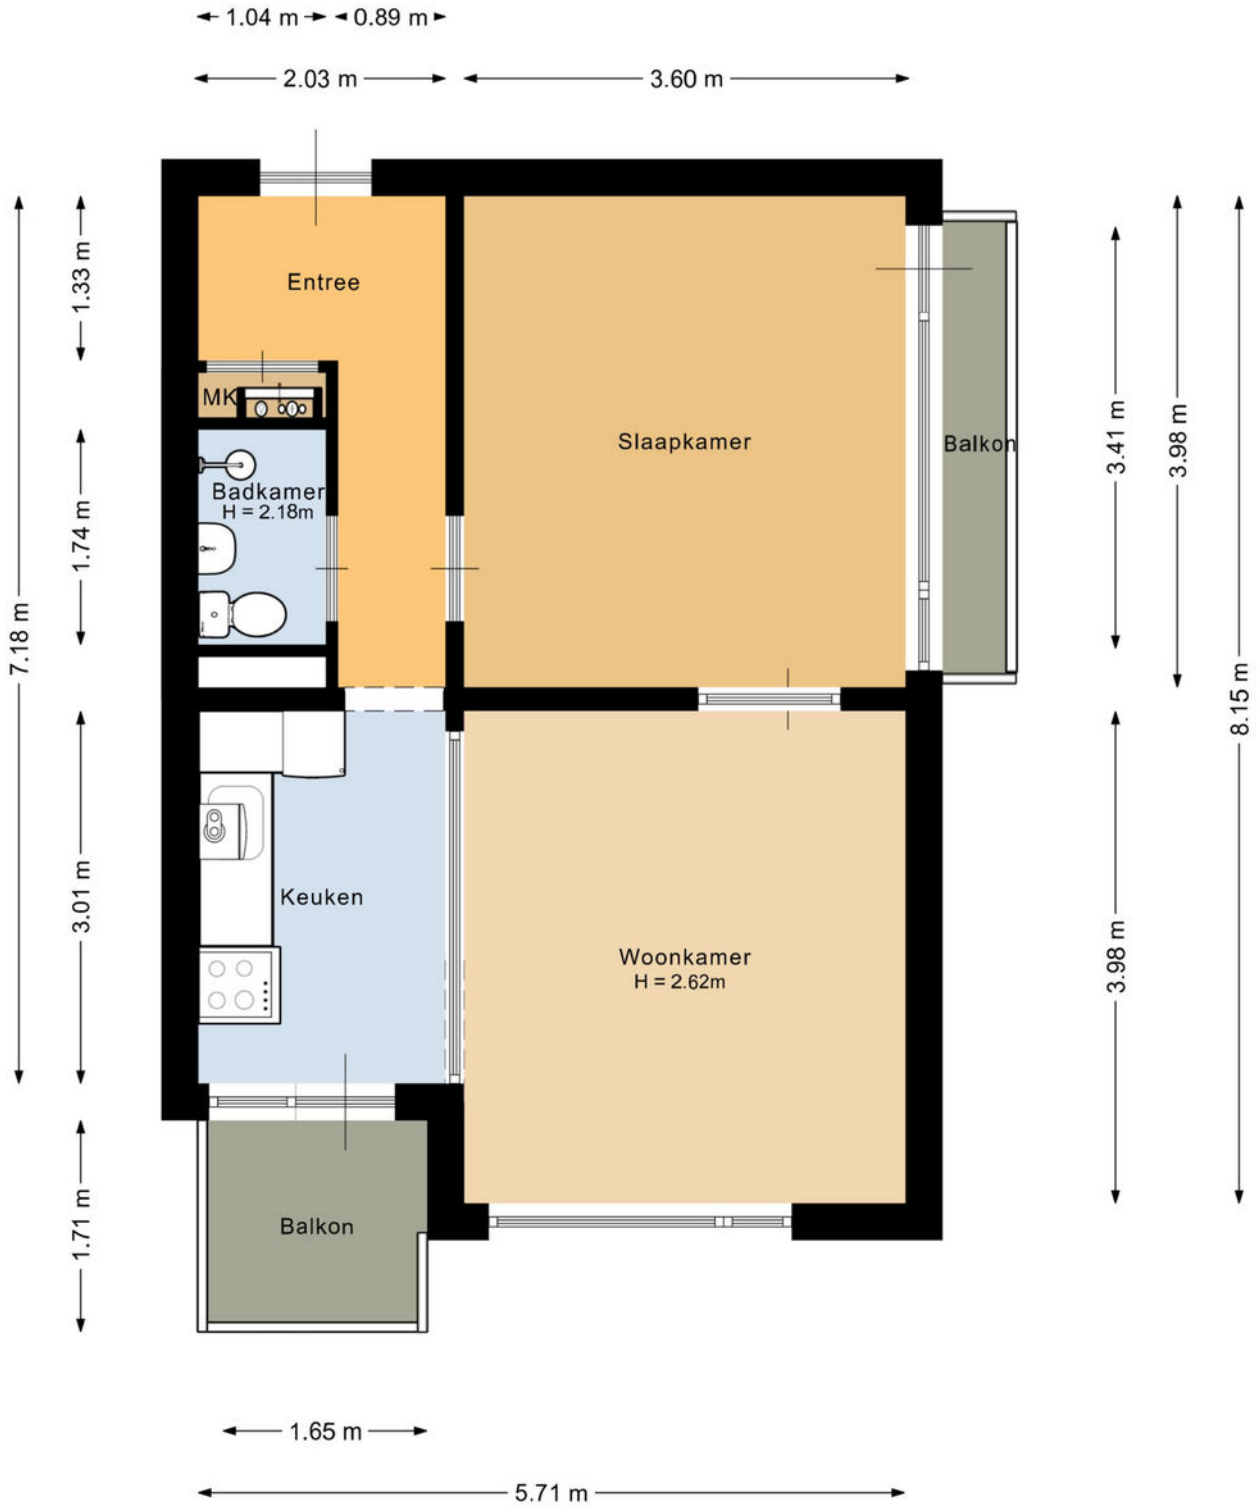 1.04 m 0.89 m
2.03 m 3.60 m
Entree
1.33 m
MK
Slaapkamer
Balkon
3.41 m
3.98 m
Badkamer
H = 2.18m
1.74 m
7.18 m
8.15 m
Keuken
3.01 m
Woonkamer
H = 2.62m
3.98 m
Balkon
1.71 m
1.65 m
5.71 m